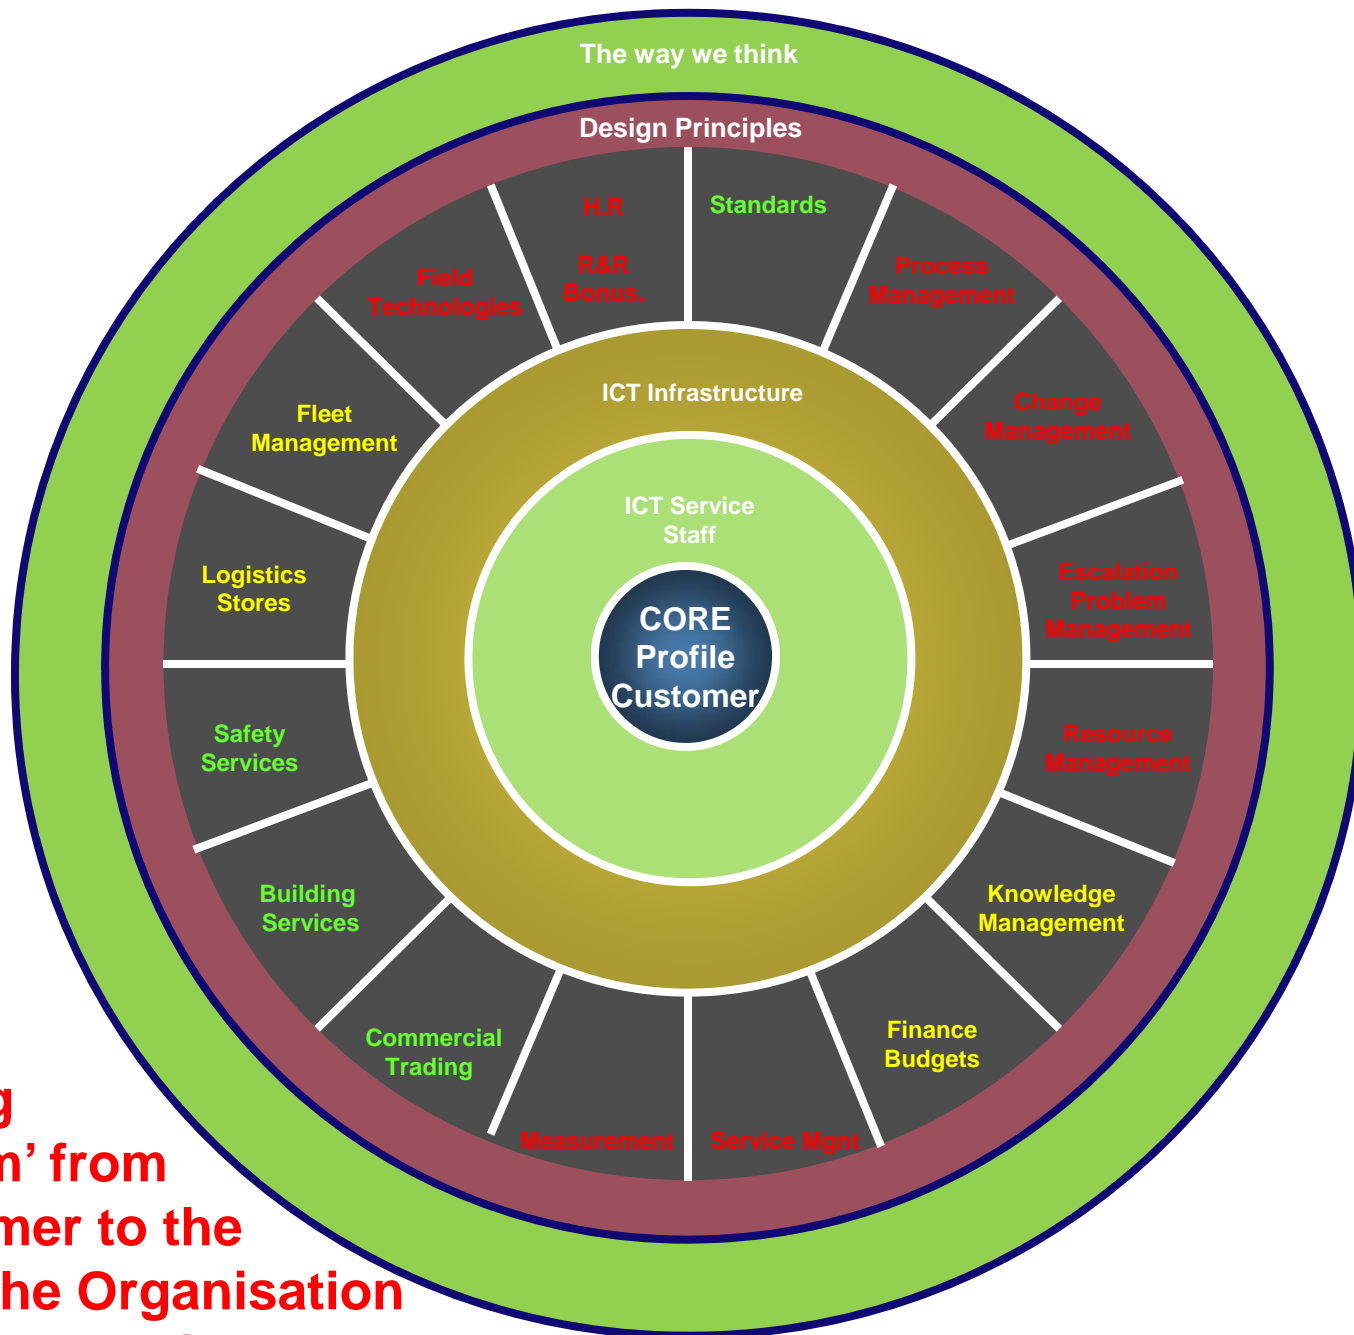 The way we think
Design Principles
H.R
R&R
Bonus.
Standards
Process
Management
Change
Management
Escalation
Problem
Management
Resource
Management
Knowledge
Management
Finance
Budgets
Service Mgnt
Measurement
Commercial
Trading
Building
Services
Safety
Services
Logistics
Stores
Fleet
Management
Field
Technologies
ICT Infrastructure
ICT Service
Staff
CORE
Profile
Customer
from
to the
Organisation